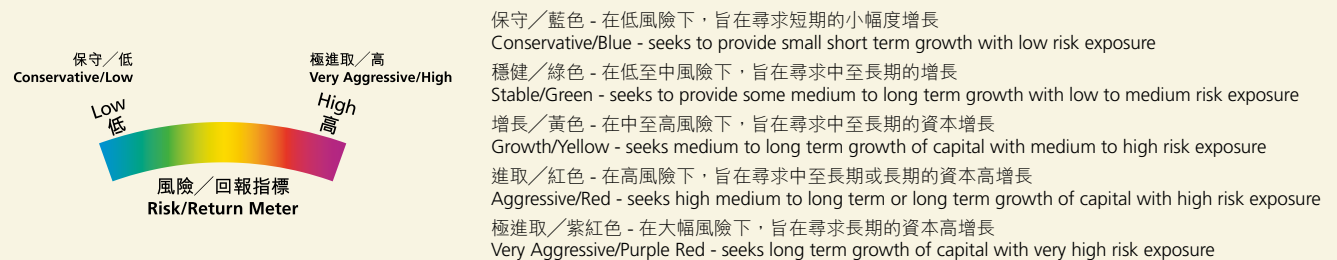 保守／低
Conservative/Low
極進取／高
Very Aggressive/High
Low
低
High
高
風險／回報指標
Risk/Return Meter
保守／藍色 - 在低風險下，旨在尋求短期的小幅度增長
Conservative/Blue - seeks to provide small short term growth with low risk exposure
穩健／綠色 - 在低至中風險下，旨在尋求中至長期的增長
Stable/Green - seeks to provide some medium to long term growth with low to medium risk exposure
增長／黃色 - 在中至高風險下，旨在尋求中至長期的資本增長
Growth/Yellow - seeks medium to long term growth of capital with medium to high risk exposure
進取／紅色 - 在高風險下，旨在尋求中至長期或長期的資本高增長
Aggressive/Red - seeks high medium to long term or long term growth of capital with high risk exposure
極進取／紫紅色 - 在大幅風險下，旨在尋求長期的資本高增長
Very Aggressive/Purple Red - seeks long term growth of capital with very high risk exposure